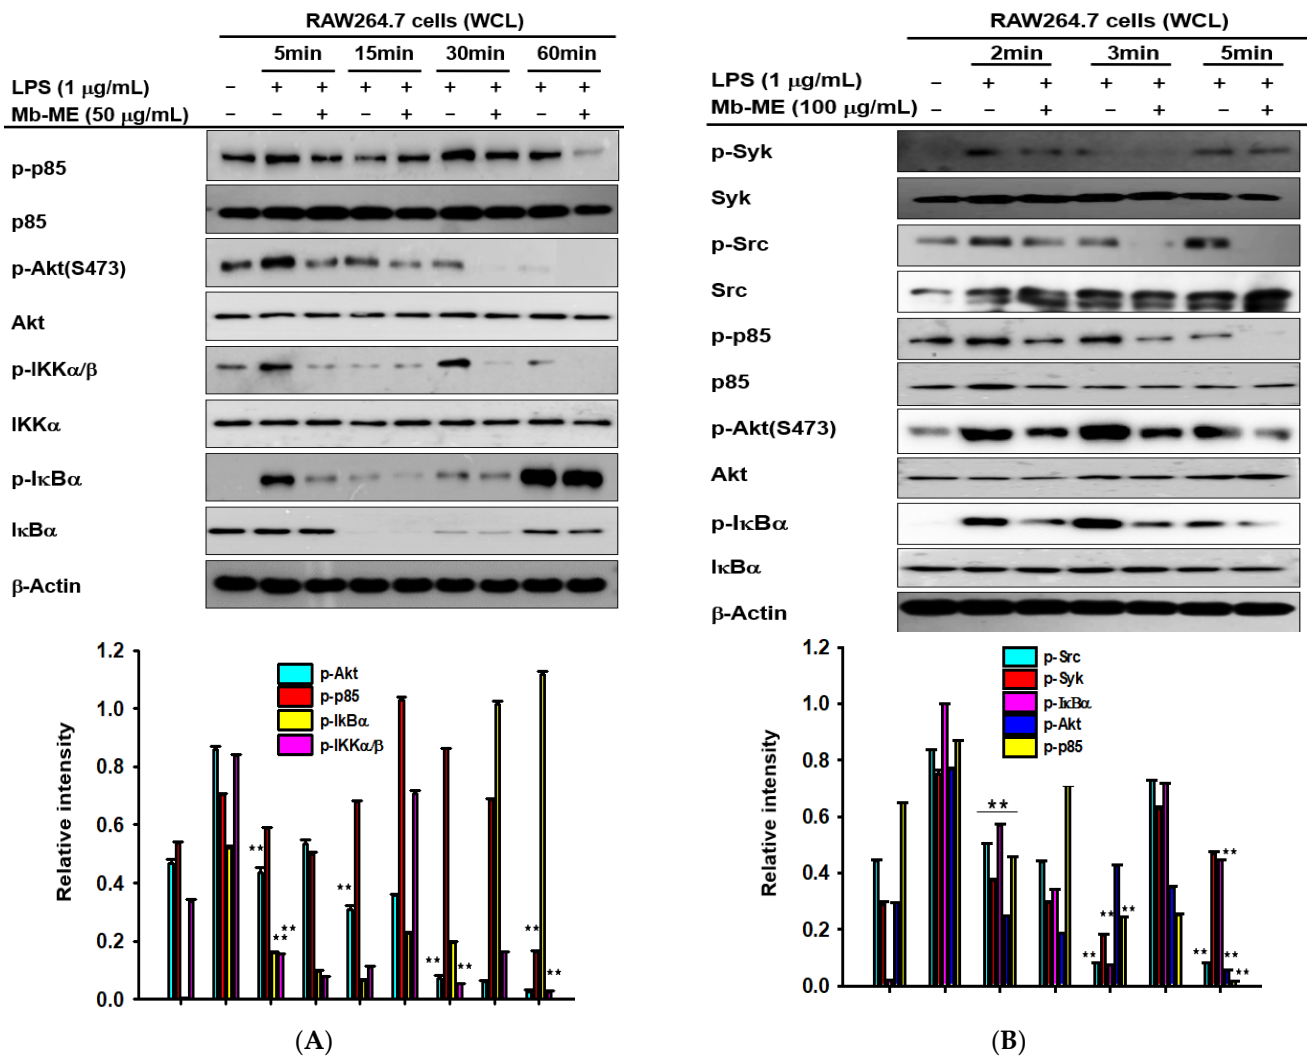 RAW264.7 cells (WCL)
5min 15min 30min 60min
LPS (1 μg/mL) − + + + + + + + +
Mb-ME (50 μg/mL) − − + − + − + − +
p-p85
p85
p-Akt(S473)
Akt
p-IKKα/β
IKKα
p-IκBα
IκBα
β-Actin
1.2
1.0
0.8
0.6
0.4
0.2
0.0
Relative intensity
p-Akt
p-p85
p-IkBα
p-IKKα/β
**
**
**
**
**
**
**
**
(A)
RAW264.7 cells (WCL)
2min 3min 5min
LPS (1 μg/mL) − + + + + + +
Mb-ME (100 μg/mL) − − + − + − +
p-Syk
Syk
p-Src
Src
p-p85
p85
p-Akt(S473)
Akt
p-IκBα
IκBα
β-Actin
1.2
1.0
0.8
0.6
0.4
0.2
0.0
Relative intensity
p-Src
p-Syk
p-IκBα
p-Akt
p-p85
**
**
**
**
**
**
**
**
(B)